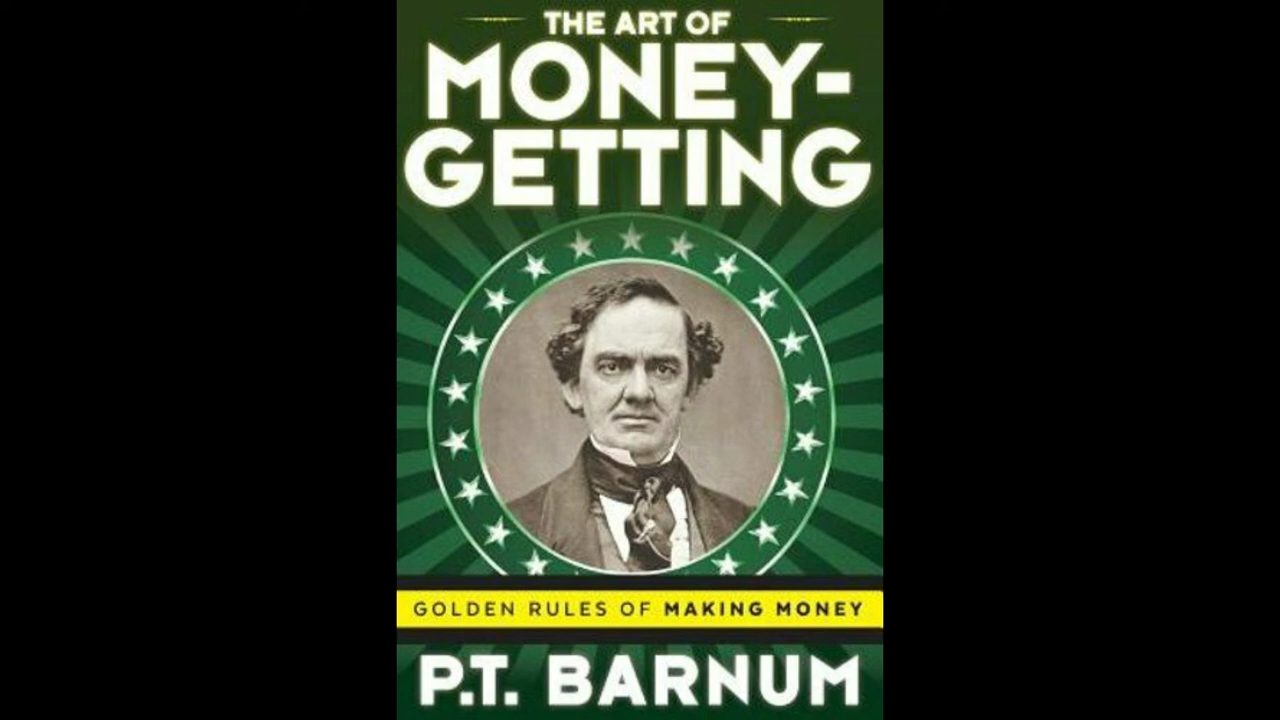 THE ART OF
MONEY-
GETTING
GOLDEN RULES OF MAKING MONEY
P.T. BARNUM